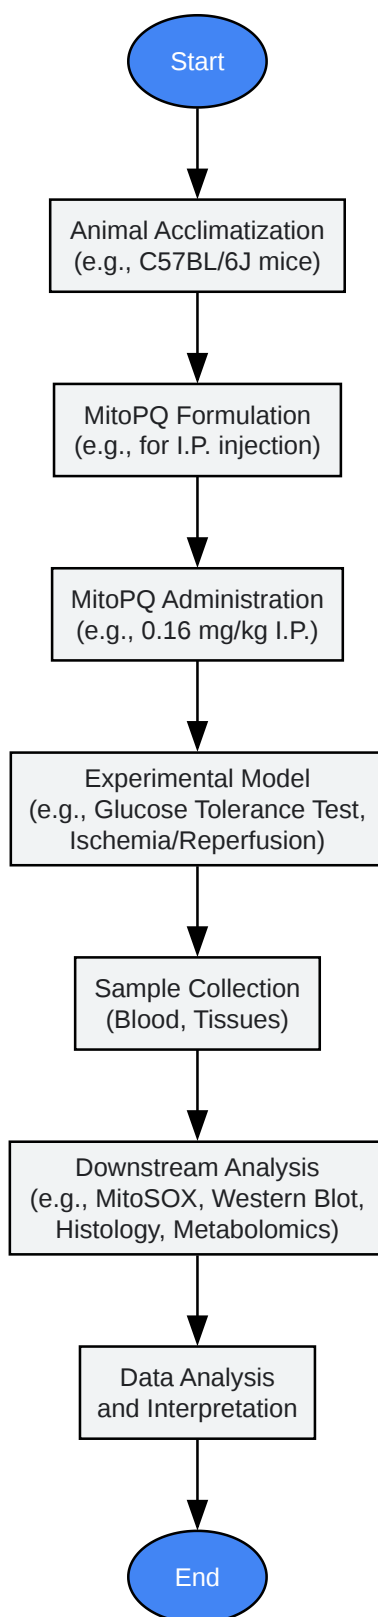 Start
Animal Acclimatization
(e.g., C57BL/6J mice)
MitoPQ Formulation
(e.g., for I.P. injection)
MitoPQ Administration
(e.g., 0.16 mg/kg I.P.)
Experimental Model
(e.g., Glucose Tolerance Test,
Ischemia/Reperfusion)
Sample Collection
(Blood, Tissues)
Downstream Analysis
(e.g., MitoSOX, Western Blot,
Histology, Metabolomics)
Data Analysis
and Interpretation
End